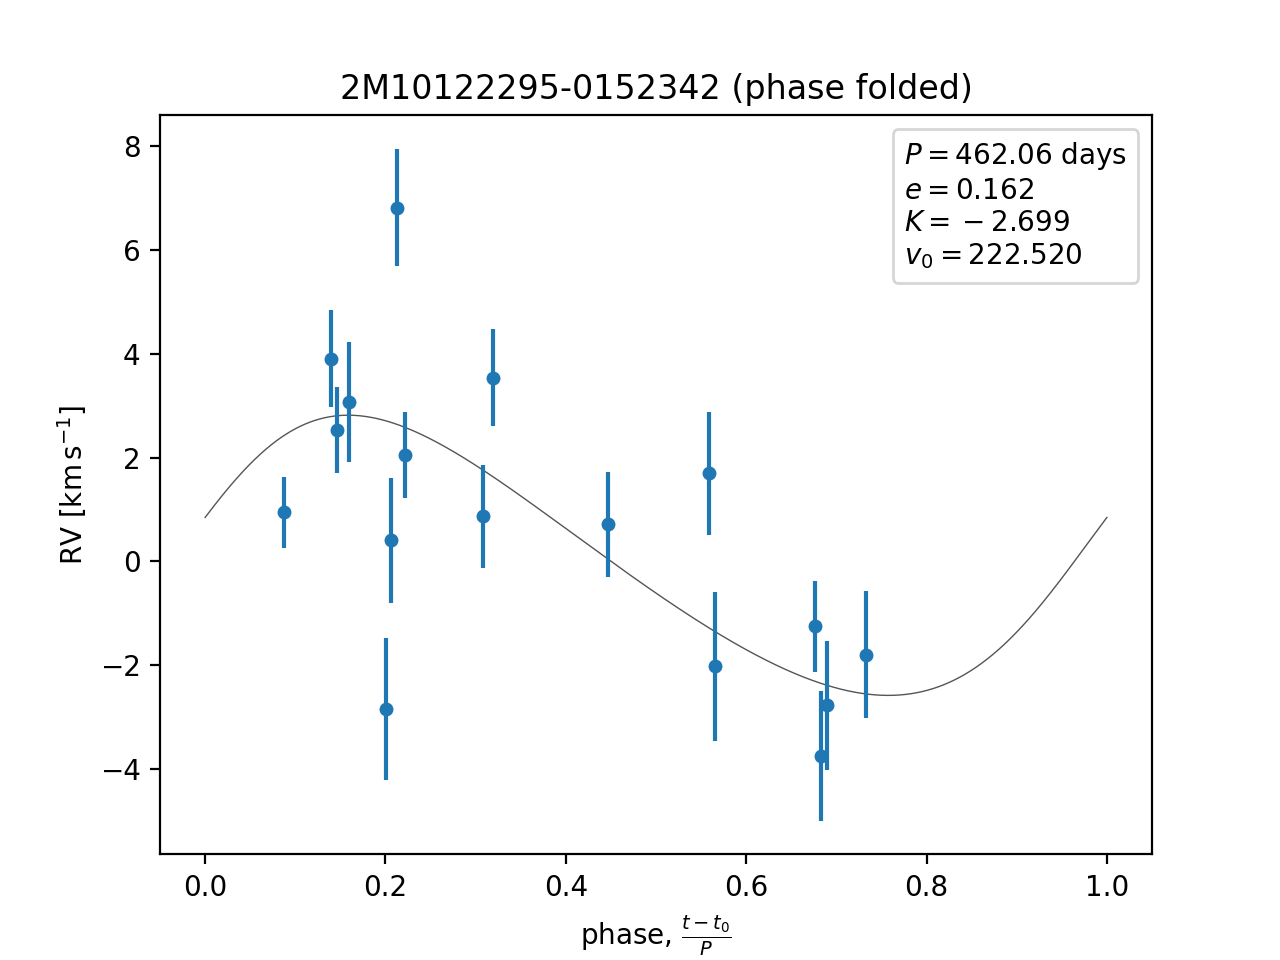 2M10122295-0152342 (phase folded)
P = 462.06 days
e = 0.162
K = −2.699
v₀ = 222.520
RV [km s⁻¹]
8
6
4
2
0
−2
−4
0.0 0.2 0.4 0.6 0.8 1.0
phase, (t − t₀)/P